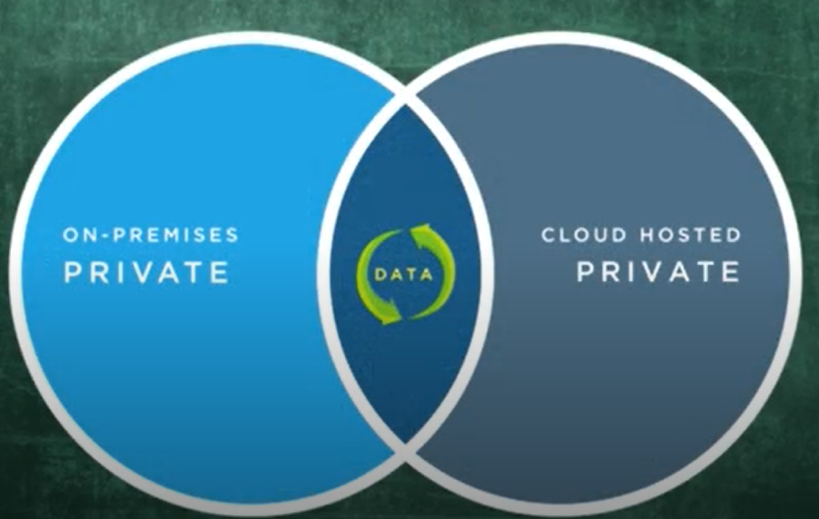 ON-PREMISES
PRIVATE
DATA
CLOUD HOSTED
PRIVATE